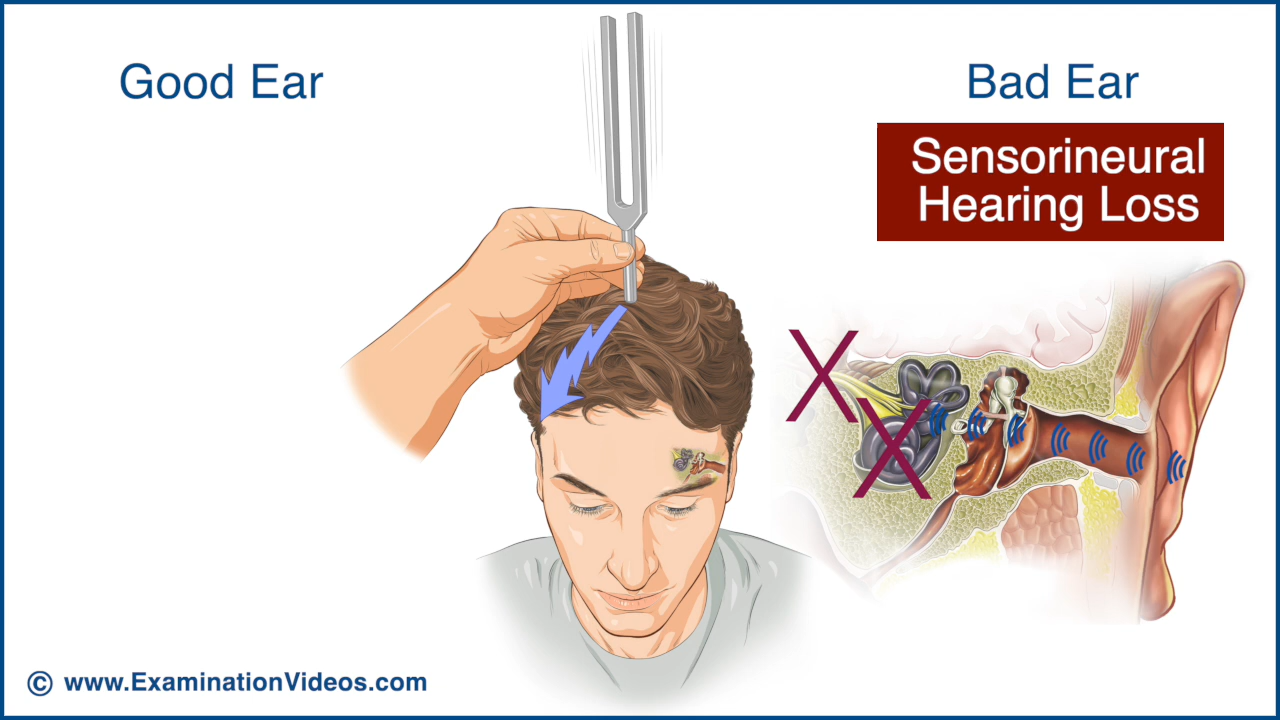 Good Ear
Bad Ear
Sensorineural
Hearing Loss
© www.ExaminationVideos.com